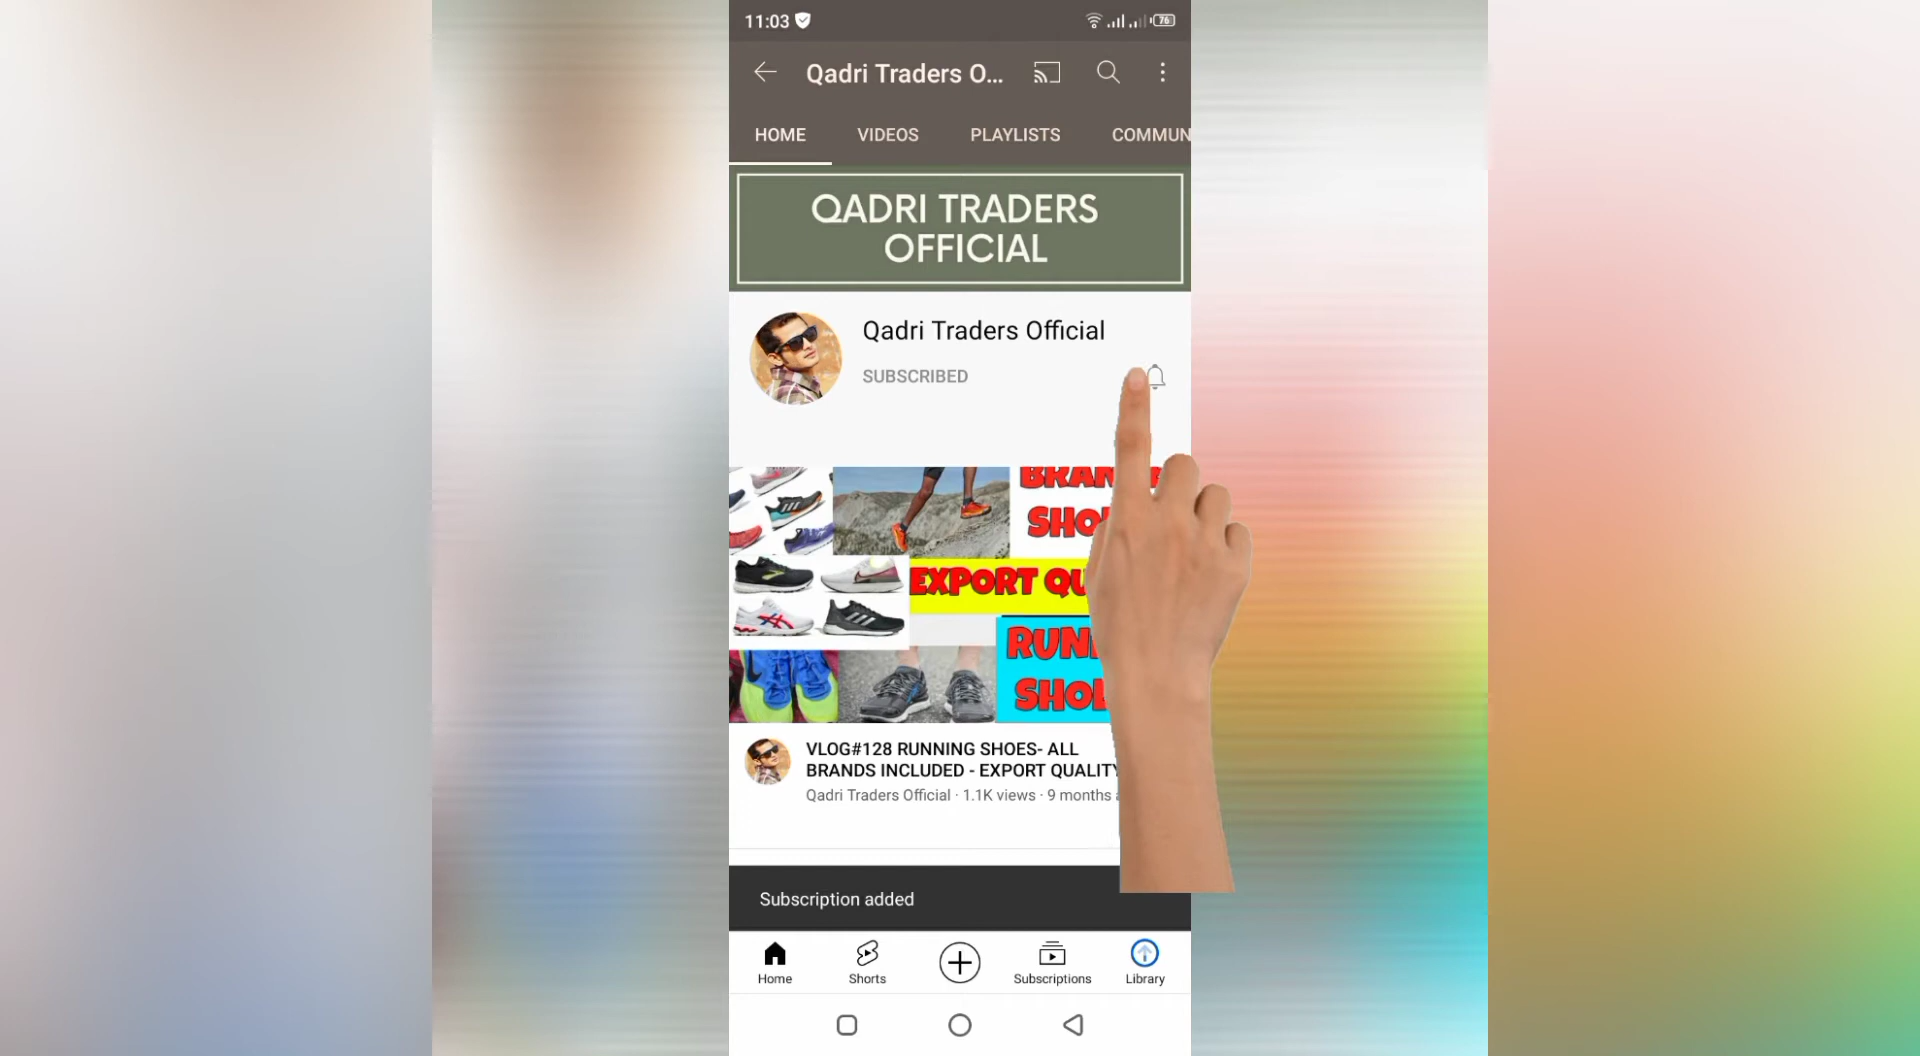 11:03
76
Qadri Traders O...
HOME VIDEOS PLAYLISTS COMMUN
QADRI TRADERS
OFFICIAL
Qadri Traders Official
SUBSCRIBED
SHO
EXPORT QU
RUN
SHO
VLOG#128 RUNNING SHOES- ALL
BRANDS INCLUDED - EXPORT QUALITY
Qadri Traders Official · 1.1K views · 9 months
Subscription added
Home Shorts Subscriptions Library